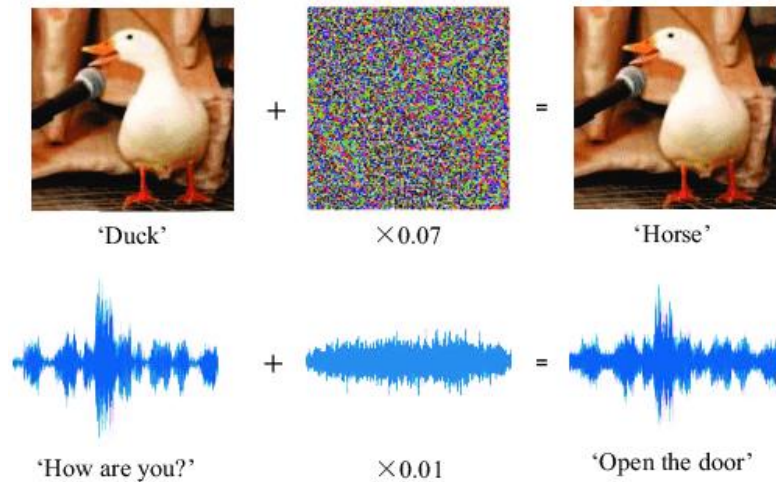 + =
‘Duck’ ×0.07 ‘Horse’
+ =
‘How are you?’ ×0.01 ‘Open the door’